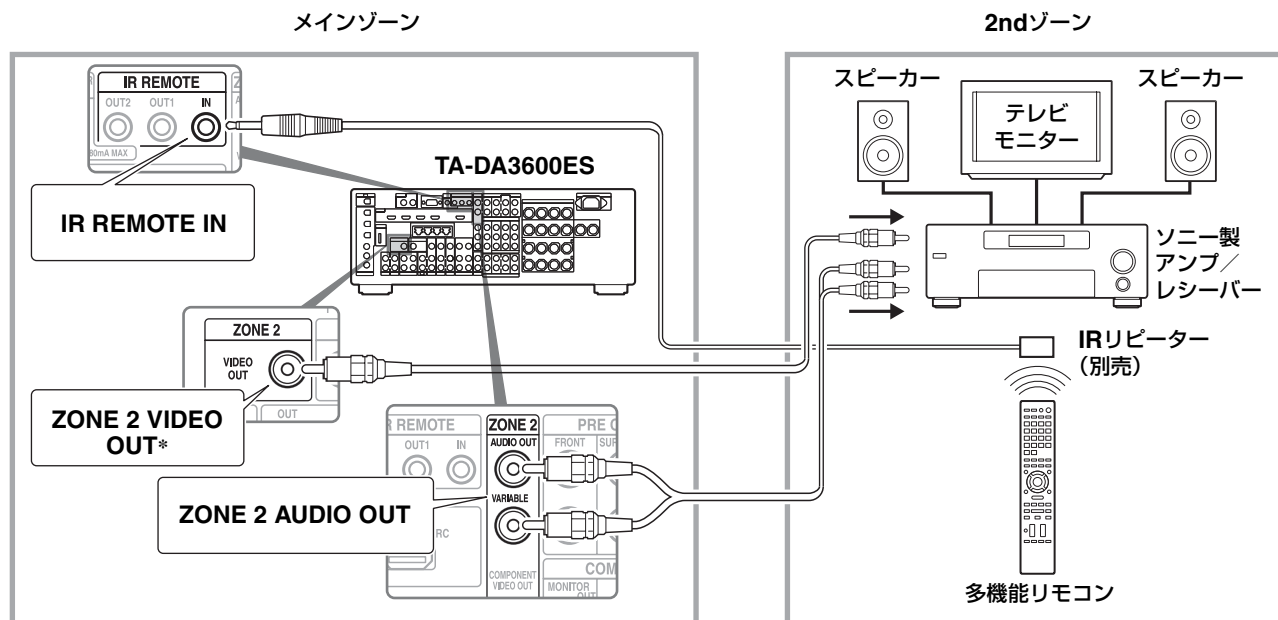 メインゾーン
2ndゾーン
IR REMOTE
OUT2 OUT1 IN
80mA MAX
IR REMOTE IN
TA-DA3600ES
ZONE 2
VIDEO
OUT
OUT
ZONE 2 VIDEO
OUT*
R REMOTE
OUT1 IN
ZONE 2
AUDIO OUT
VARIABLE
PRE
FRONT SUR
RC
COMPONENT
VIDEO OUT
COM
MONITOR
OUT
ZONE 2 AUDIO OUT
スピーカー
スピーカー
テレビ
モニター
ソニー製
アンプ／
レシーバー
IRリピーター
（別売）
多機能リモコン